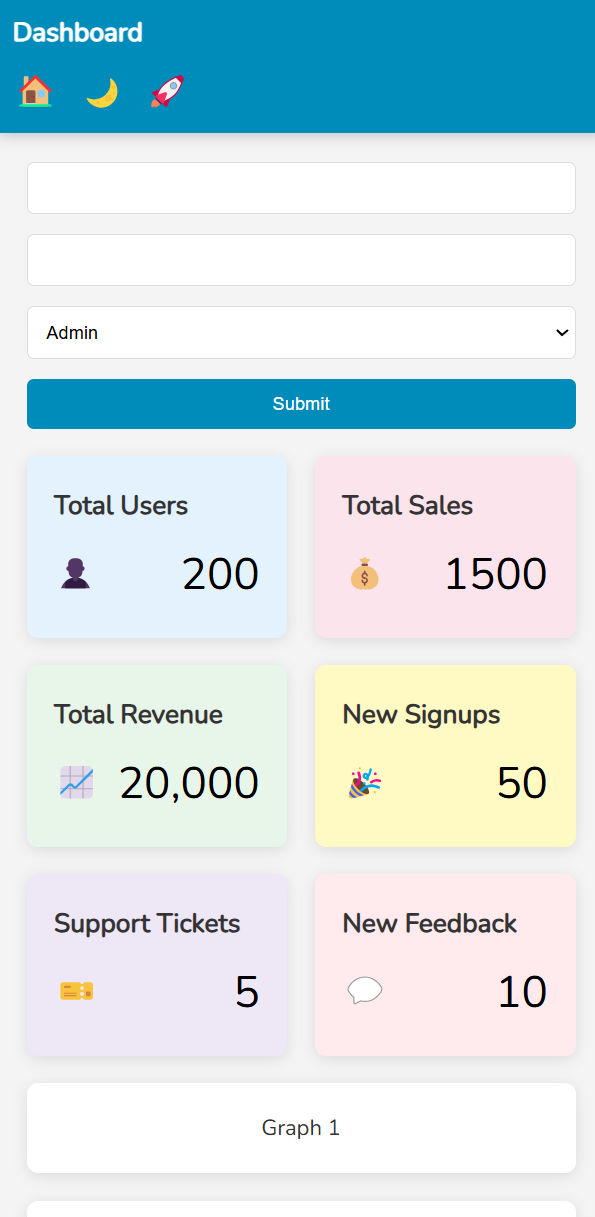 Dashboard
Admin
Submit
Total Users
200
Total Sales
1500
Total Revenue
20,000
New Signups
50
Support Tickets
5
New Feedback
10
Graph 1